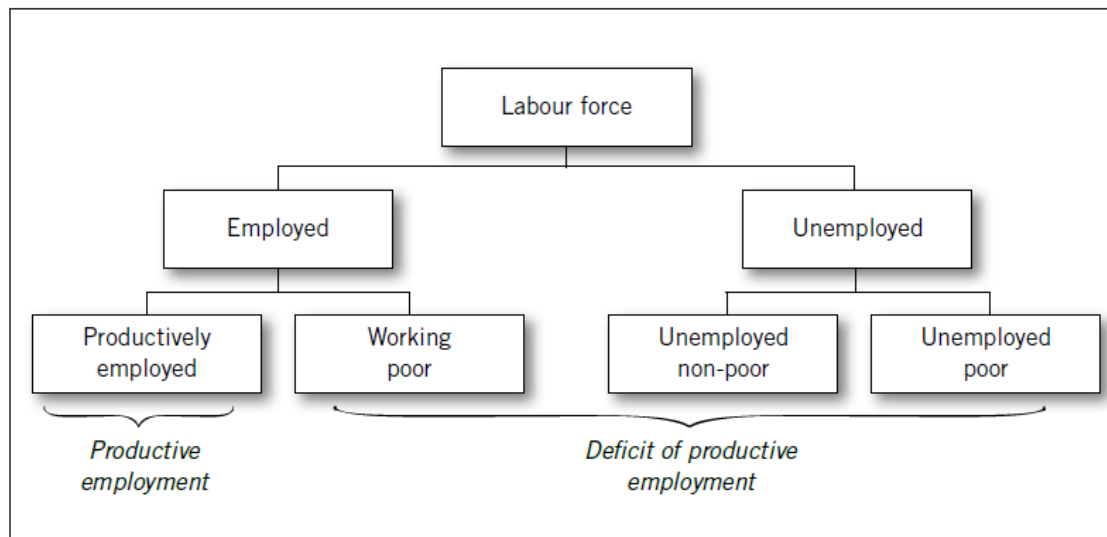 Labour force
Employed
Unemployed
Productively
employed
Working
poor
Unemployed
non-poor
Unemployed
poor
Productive
employment
Deficit of productive
employment